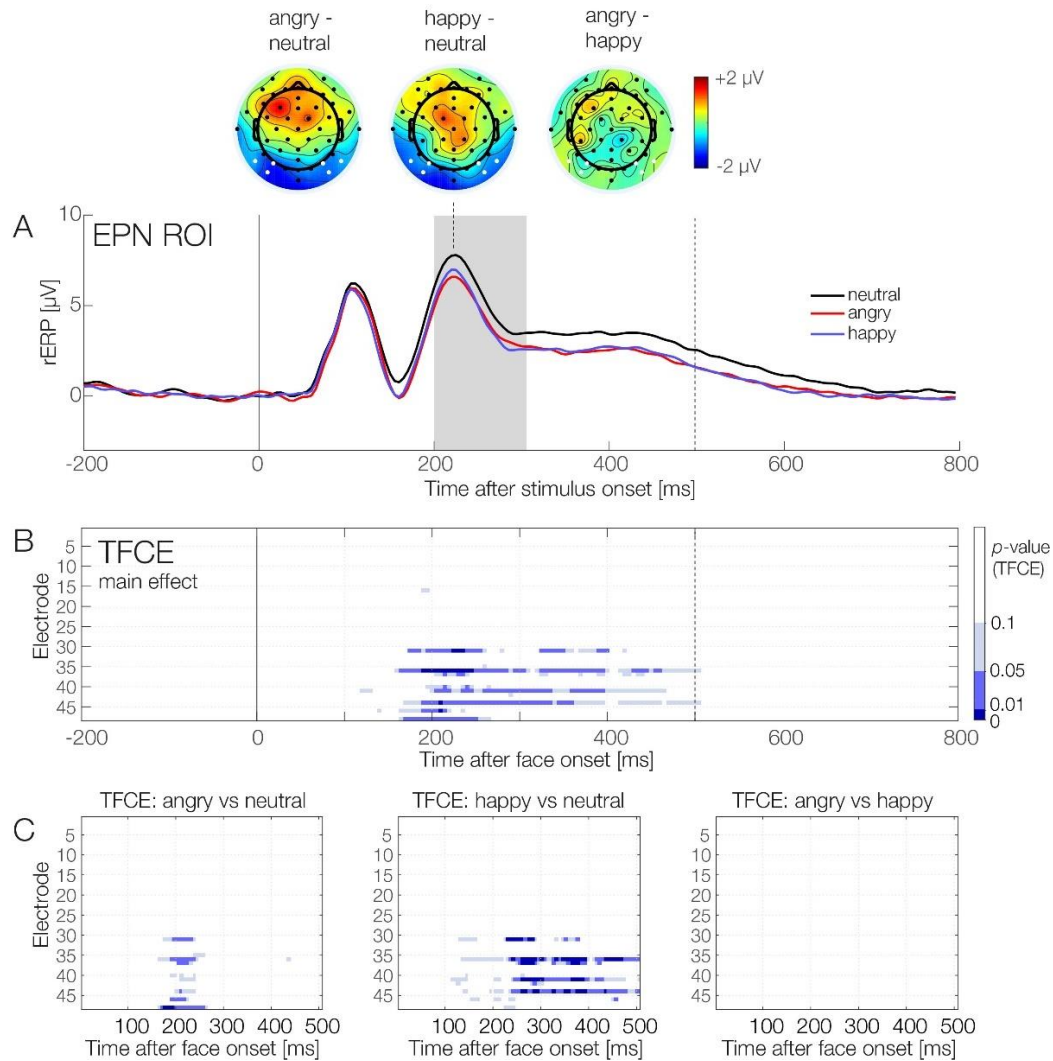 angry -
neutral
happy -
neutral
angry -
happy
+2 µV
-2 µV
A
EPN ROI
10
5
0
rERP [µV]
neutral
angry
happy
-200
0
200
400
600
800
Time after stimulus onset [ms]
B
TFCE
main effect
5
10
15
20
25
30
35
40
45
Electrode
-200
0
200
400
600
800
Time after face onset [ms]
p-value
(TFCE)
0.1
0.05
0.01
0
C
TFCE: angry vs neutral
5
10
15
20
25
30
35
40
45
Electrode
100 200 300 400 500
Time after face onset [ms]
TFCE: happy vs neutral
5
10
15
20
25
30
35
40
45
100 200 300 400 500
Time after face onset [ms]
TFCE: angry vs happy
5
10
15
20
25
30
35
40
45
100 200 300 400 500
Time after face onset [ms]